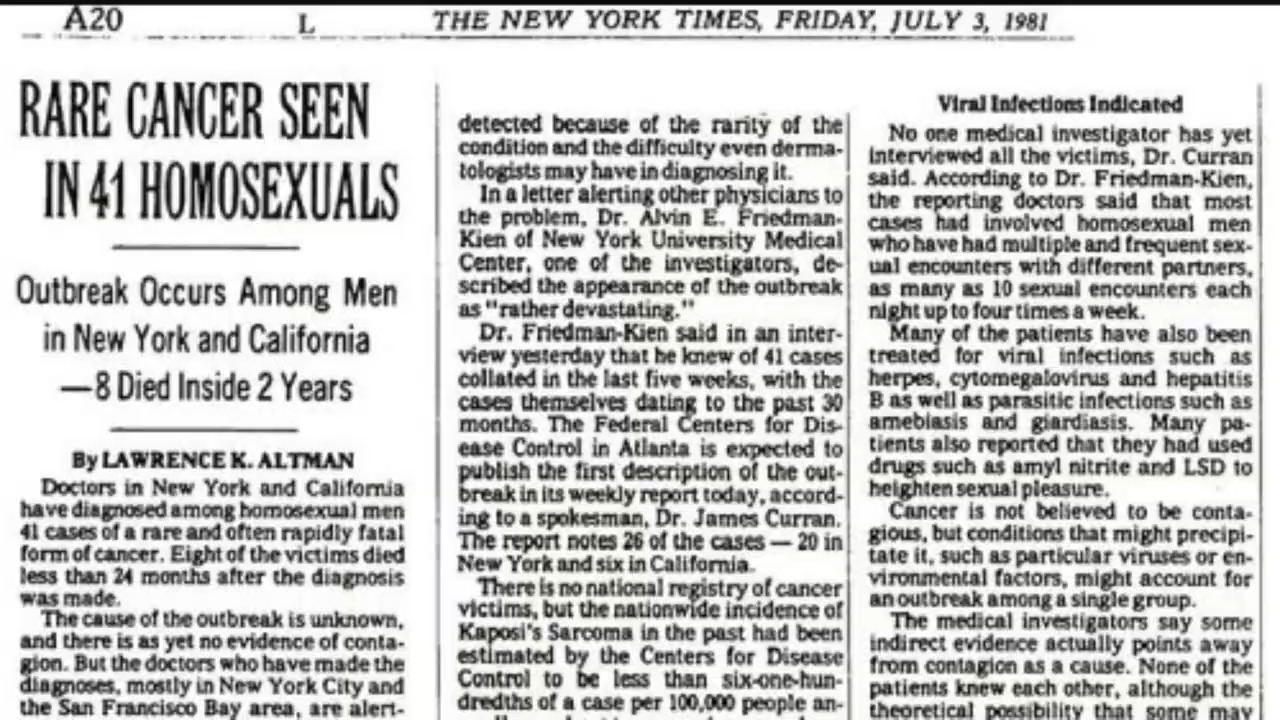 A20 L THE NEW YORK TIMES, FRIDAY, JULY 3, 1981
RARE CANCER SEEN
IN 41 HOMOSEXUALS
Outbreak Occurs Among Men
in New York and California
—8 Died Inside 2 Years
By LAWRENCE K. ALTMAN
Doctors in New York and California
have diagnosed among homosexual men
41 cases of a rare and often rapidly fatal
form of cancer. Eight of the victims died
less than 24 months after the diagnosis
was made.
The cause of the outbreak is unknown,
and there is as yet no evidence of conta-
gion. But the doctors who have made the
diagnoses, mostly in New York City and
the San Francisco Bay area, are alert-
detected because of the rarity of the
condition and the difficulty even derma-
tologists may have in diagnosing it.
In a letter alerting other physicians to
the problem, Dr. Alvin E. Friedman-
Kien of New York University Medical
Center, one of the investigators, de-
scribed the appearance of the outbreak
as "rather devastating."
Dr. Friedman-Kien said in an inter-
view yesterday that he knew of 41 cases
collated in the last five weeks, with the
cases themselves dating to the past 30
months. The Federal Centers for Dis-
ease Control in Atlanta is expected to
publish the first description of the out-
break in its weekly report today, accord-
ing to a spokesman, Dr. James Curran.
The report notes 26 of the cases — 20 in
New York and six in California.
There is no national registry of cancer
victims, but the nationwide incidence of
Kaposi's Sarcoma in the past had been
estimated by the Centers for Disease
Control to be less than six-one-hun-
dredths of a case per 100,000 people an-
Viral Infections Indicated
No one medical investigator has yet
interviewed all the victims, Dr. Curran
said. According to Dr. Friedman-Kien,
the reporting doctors said that most
cases had involved homosexual men
who have had multiple and frequent sex-
ual encounters with different partners,
as many as 10 sexual encounters each
night up to four times a week.
Many of the patients have also been
treated for viral infections such as
herpes, cytomegalovirus and hepatitis
B as well as parasitic infections such as
amebiasis and giardiasis. Many pa-
tients also reported that they had used
drugs such as amyl nitrite and LSD to
heighten sexual pleasure.
Cancer is not believed to be conta-
gious, but conditions that might precipi-
tate it, such as particular viruses or en-
vironmental factors, might account for
an outbreak among a single group.
The medical investigators say some
indirect evidence actually points away
from contagion as a cause. None of the
patients knew each other, although the
theoretical possibility that some may